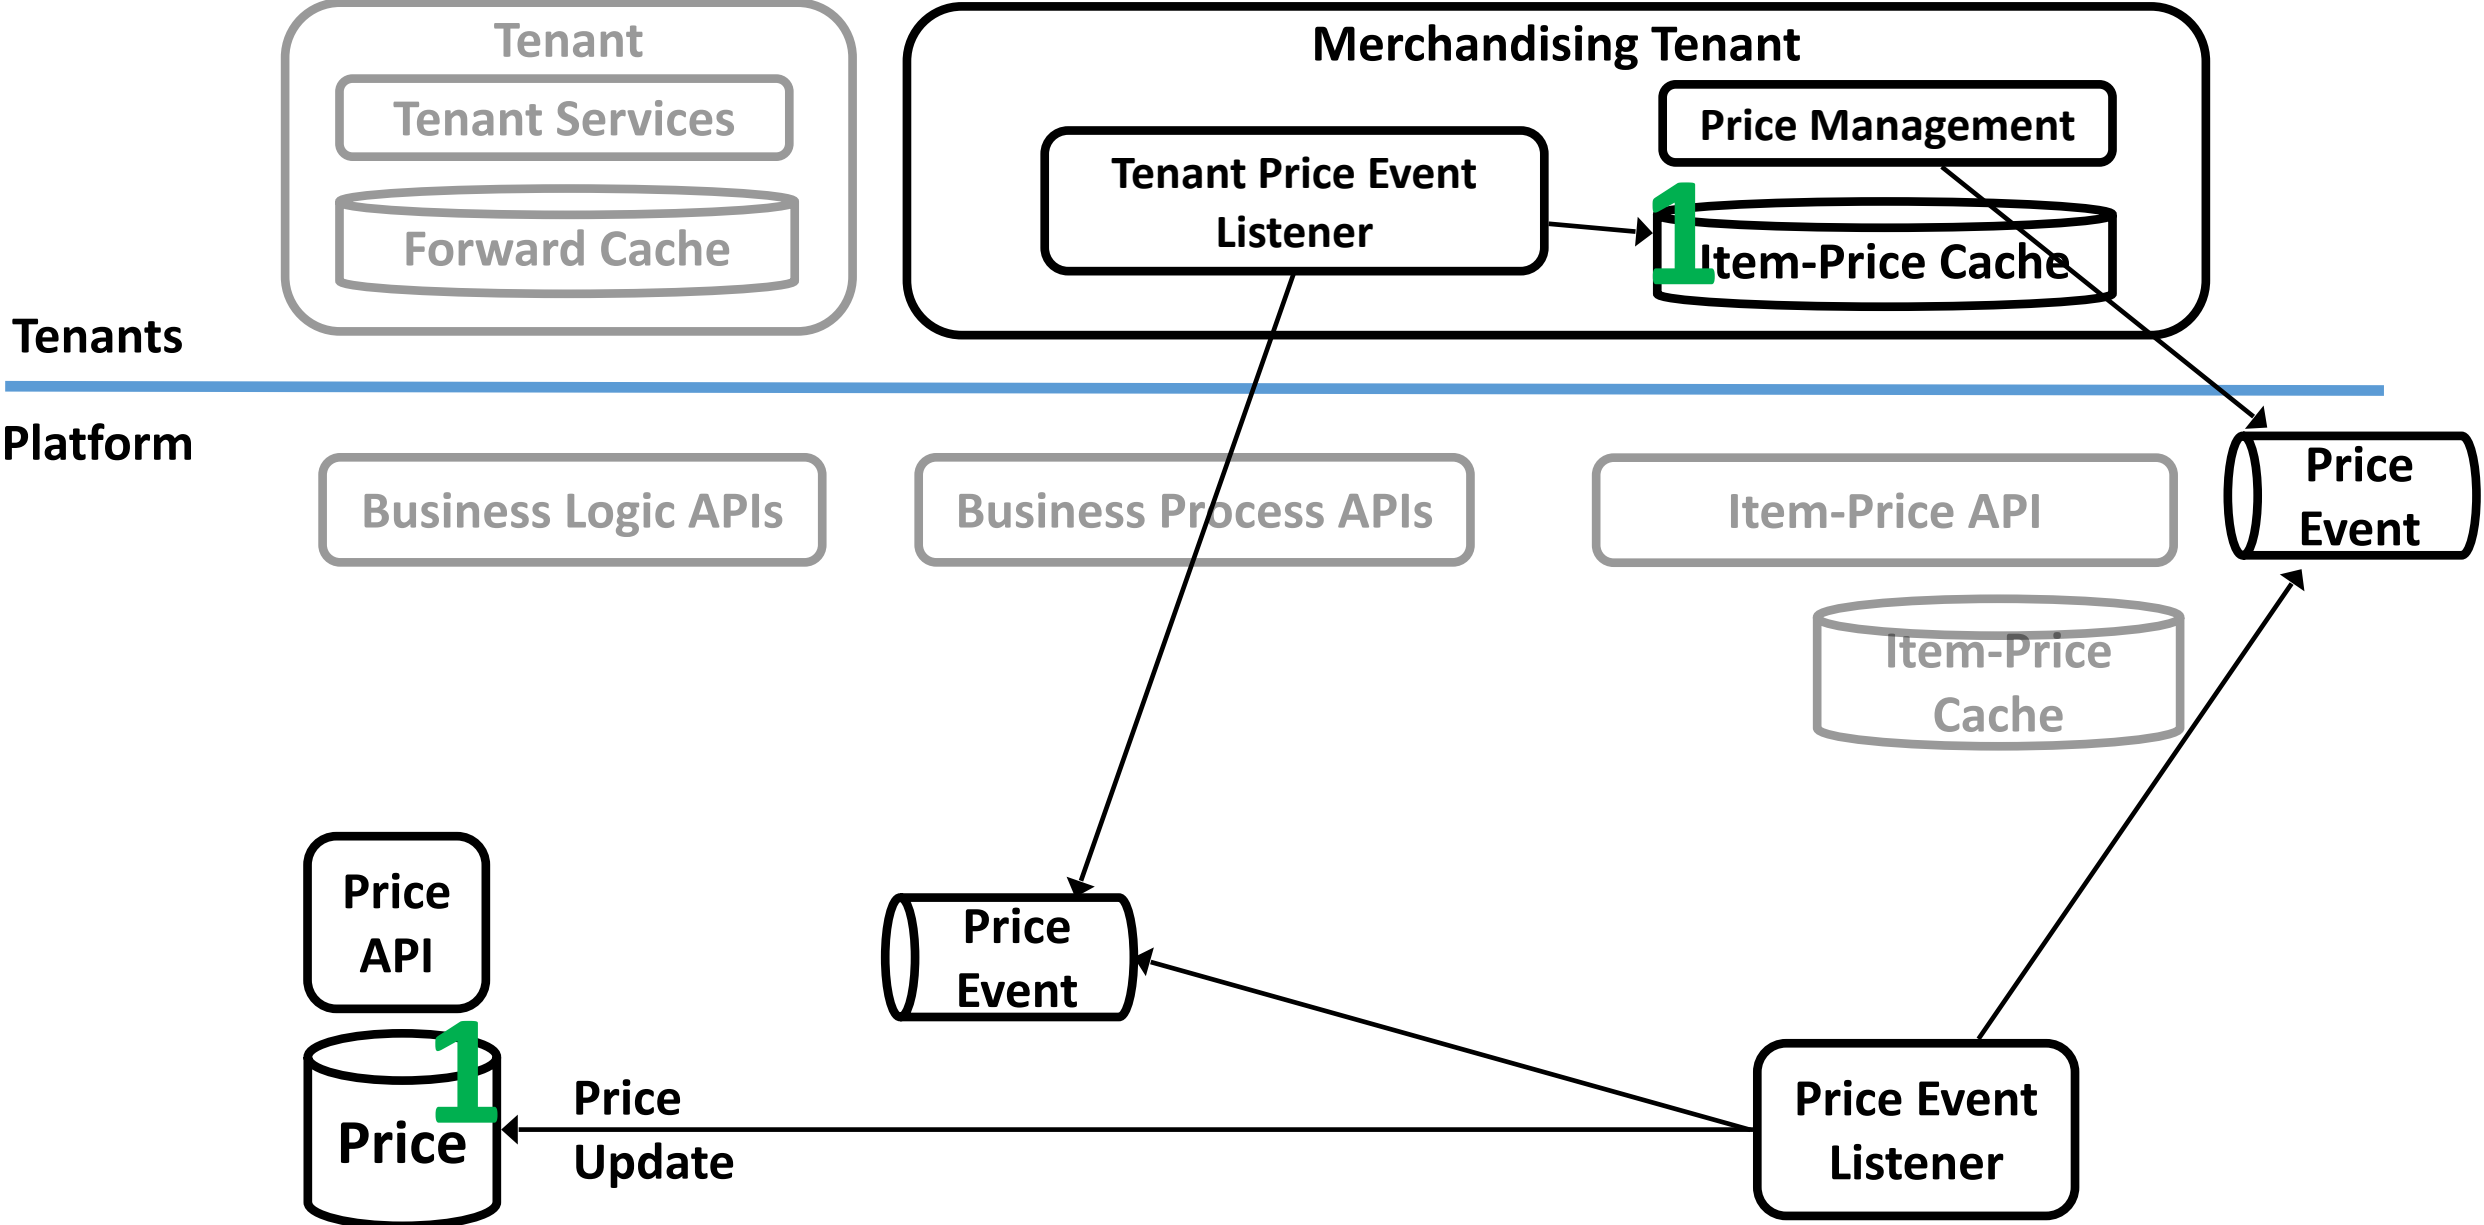 Tenant
Tenant Services
Forward Cache
Merchandising Tenant
Price Management
Tenant Price Event
Listener
1
Item-Price Cache
Tenants
Platform
Business Logic APIs
Business Process APIs
Item-Price API
Price
Event
Item-Price
Cache
Price
API
Price
Event
1
Price
Price
Update
Price Event
Listener